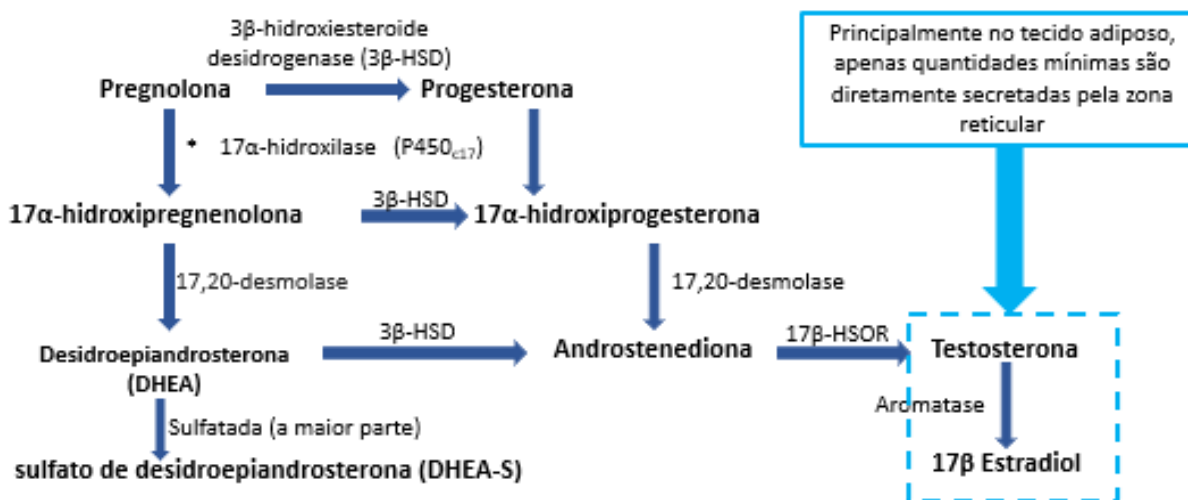 3β-hidroxiesteroide
desidrogenase (3β-HSD)
Principalmente no tecido adiposo,
apenas quantidades mínimas são
diretamente secretadas pela zona
reticular
Pregnolona
Progesterona
* 17α-hidroxilase (P450c17)
17α-hidroxipregnenolona
3β-HSD
17α-hidroxiprogesterona
17,20-desmolase
17,20-desmolase
Desidroepiandrosterona
(DHEA)
3β-HSD
Androstenediona
17β-HSOR
Testosterona
Aromatase
Sulfatada (a maior parte)
sulfato de desidroepiandrosterona (DHEA-S)
17β Estradiol